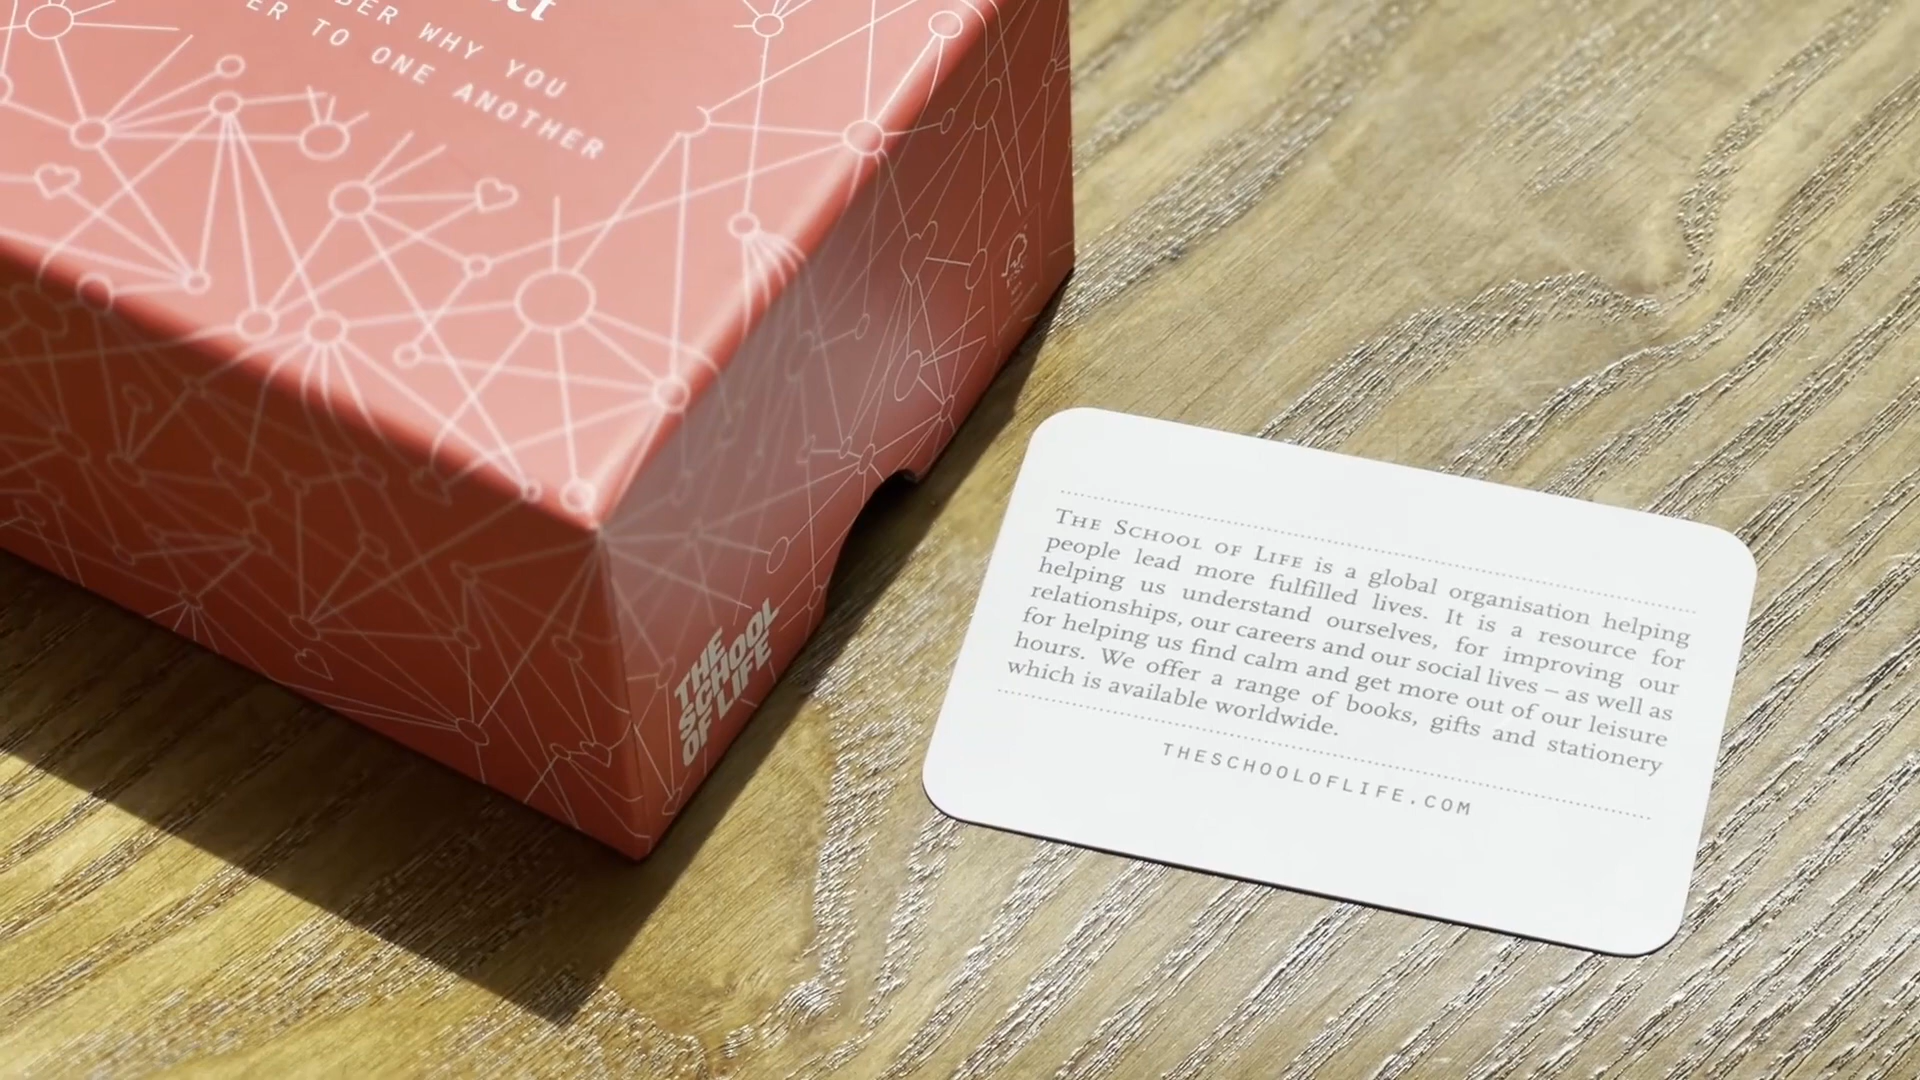 WHY YOU
TO ONE ANOTHER
THE
SCHOOL
OF LIFE
THE SCHOOL OF LIFE is a global organisation helping
people lead more fulfilled lives. It is a resource for
helping us understand ourselves, for improving our
relationships, our careers and our social lives – as well as
for helping us find calm and get more out of our leisure
hours. We offer a range of books, gifts and stationery
which is available worldwide.
THESCHOOLOFLIFE.COM